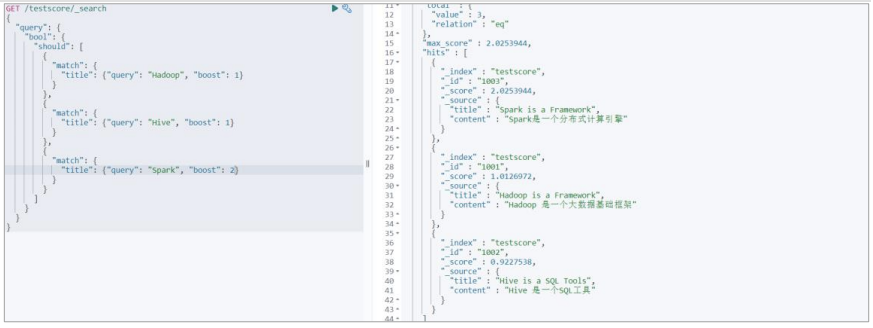 GET /testscore/_search
{
  "query": {
    "bool": {
      "should": [
        {
          "match": {
            "title": {"query": "Hadoop", "boost": 1}
          }
        },
        {
          "match": {
            "title": {"query": "Hive", "boost": 1}
          }
        },
        {
          "match": {
            "title": {"query": "Spark", "boost": 2}
          }
        }
      ]
    }
  }
}
11 "total" : {
12 "value" : 3,
13 "relation" : "eq"
14 },
15 "max_score" : 2.0253944,
16 "hits" : [
17 {
18 "_index" : "testscore",
19 "_id" : "1003",
20 "_score" : 2.0253944,
21 "_source" : {
22 "title" : "Spark is a Framework",
23 "content" : "Spark是一个分布式计算引擎"
24 }
25 },
26 {
27 "_index" : "testscore",
28 "_id" : "1001",
29 "_score" : 1.0126972,
30 "_source" : {
31 "title" : "Hadoop is a Framework",
32 "content" : "Hadoop 是一个大数据基础框架"
33 }
34 },
35 {
36 "_index" : "testscore",
37 "_id" : "1002",
38 "_score" : 0.9227538,
39 "_source" : {
40 "title" : "Hive is a SQL Tools",
41 "content" : "Hive 是一个SQL工具"
42 }
43 }
44 ]